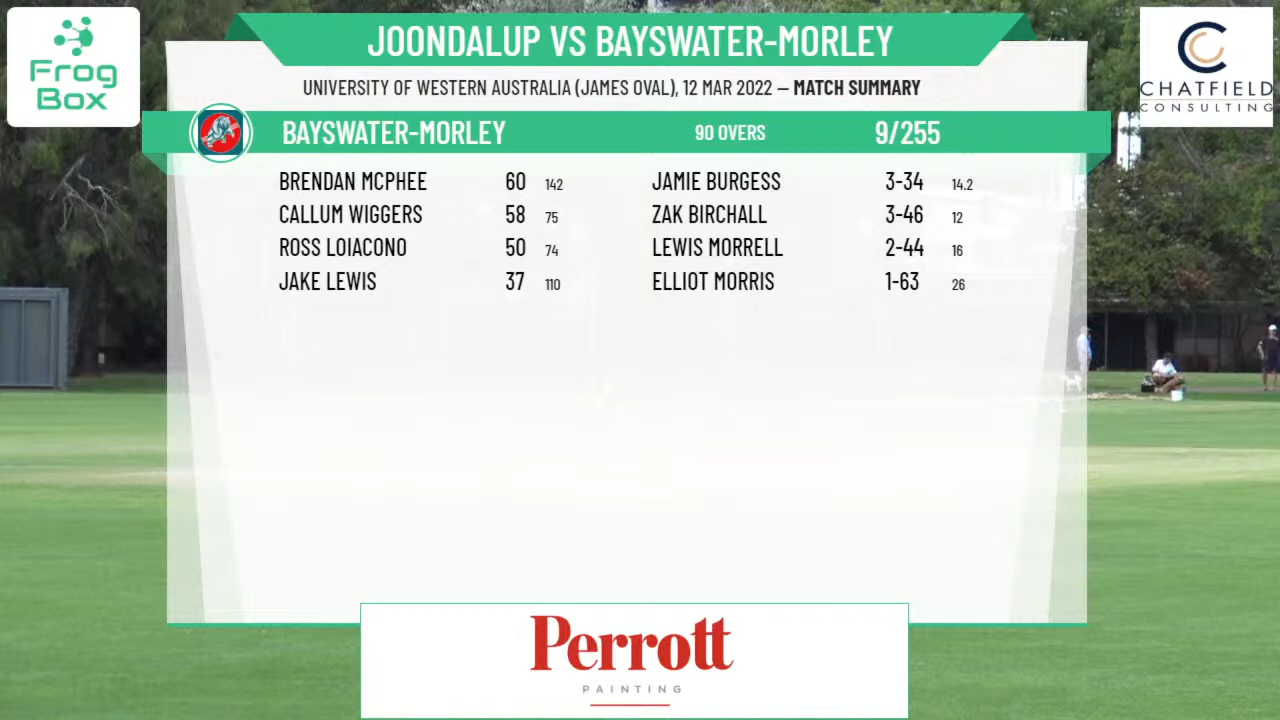 Frog
Box
JOONDALUP VS BAYSWATER-MORLEY
CHATFIELD
CONSULTING
UNIVERSITY OF WESTERN AUSTRALIA (JAMES OVAL), 12 MAR 2022 – MATCH SUMMARY
BAYSWATER-MORLEY 90 OVERS 9/255
BRENDAN MCPHEE 60 142 JAMIE BURGESS 3-34 14.2
CALLUM WIGGERS 58 75 ZAK BIRCHALL 3-46 12
ROSS LOIACONO 50 74 LEWIS MORRELL 2-44 16
JAKE LEWIS 37 110 ELLIOT MORRIS 1-63 26
Perrott
PAINTING